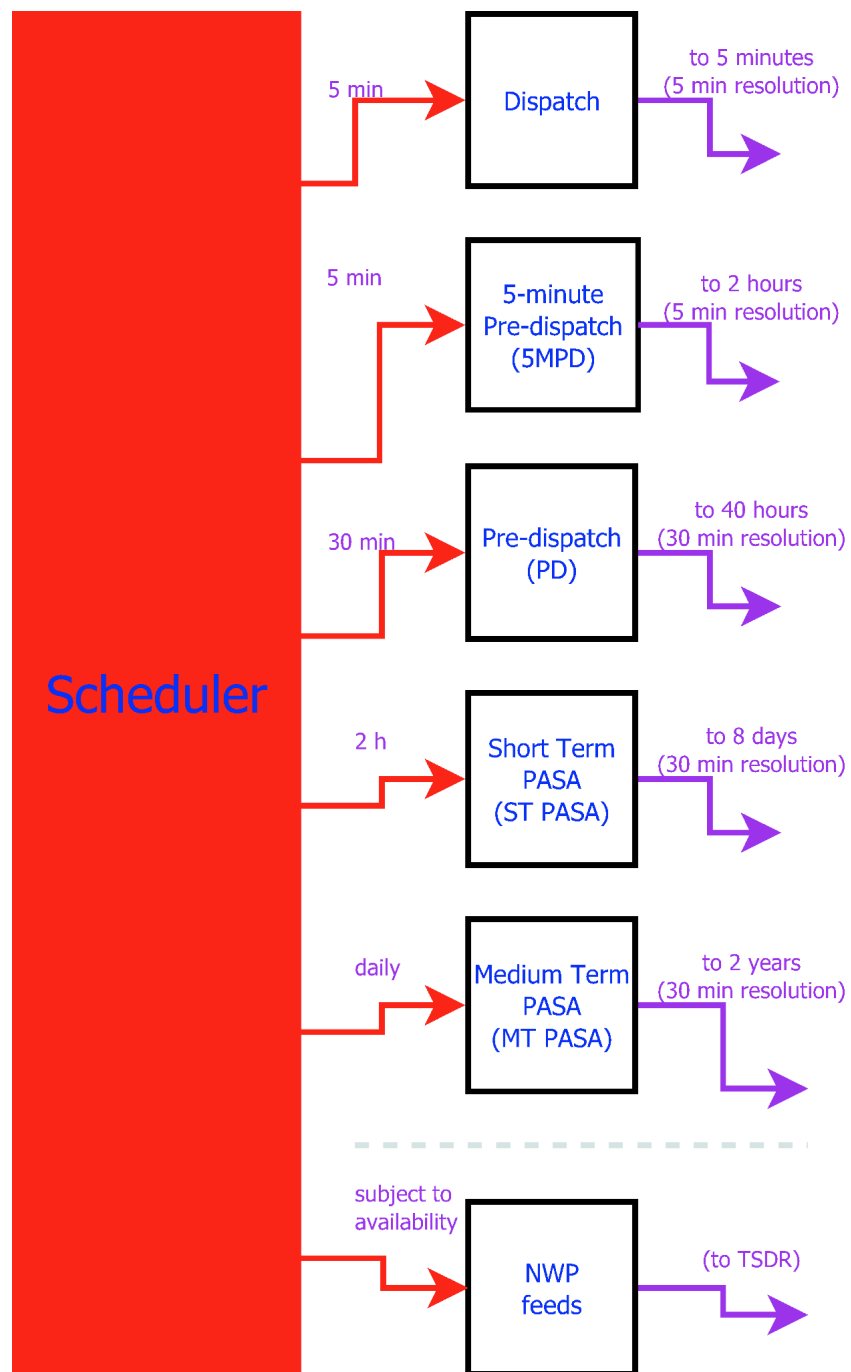 Scheduler
5 min
Dispatch
to 5 minutes
(5 min resolution)
5 min
5-minute
Pre-dispatch
(5MPD)
to 2 hours
(5 min resolution)
30 min
Pre-dispatch
(PD)
to 40 hours
(30 min resolution)
2 h
Short Term
PASA
(ST PASA)
to 8 days
(30 min resolution)
daily
Medium Term
PASA
(MT PASA)
to 2 years
(30 min resolution)
subject to
availability
NWP
feeds
(to TSDR)